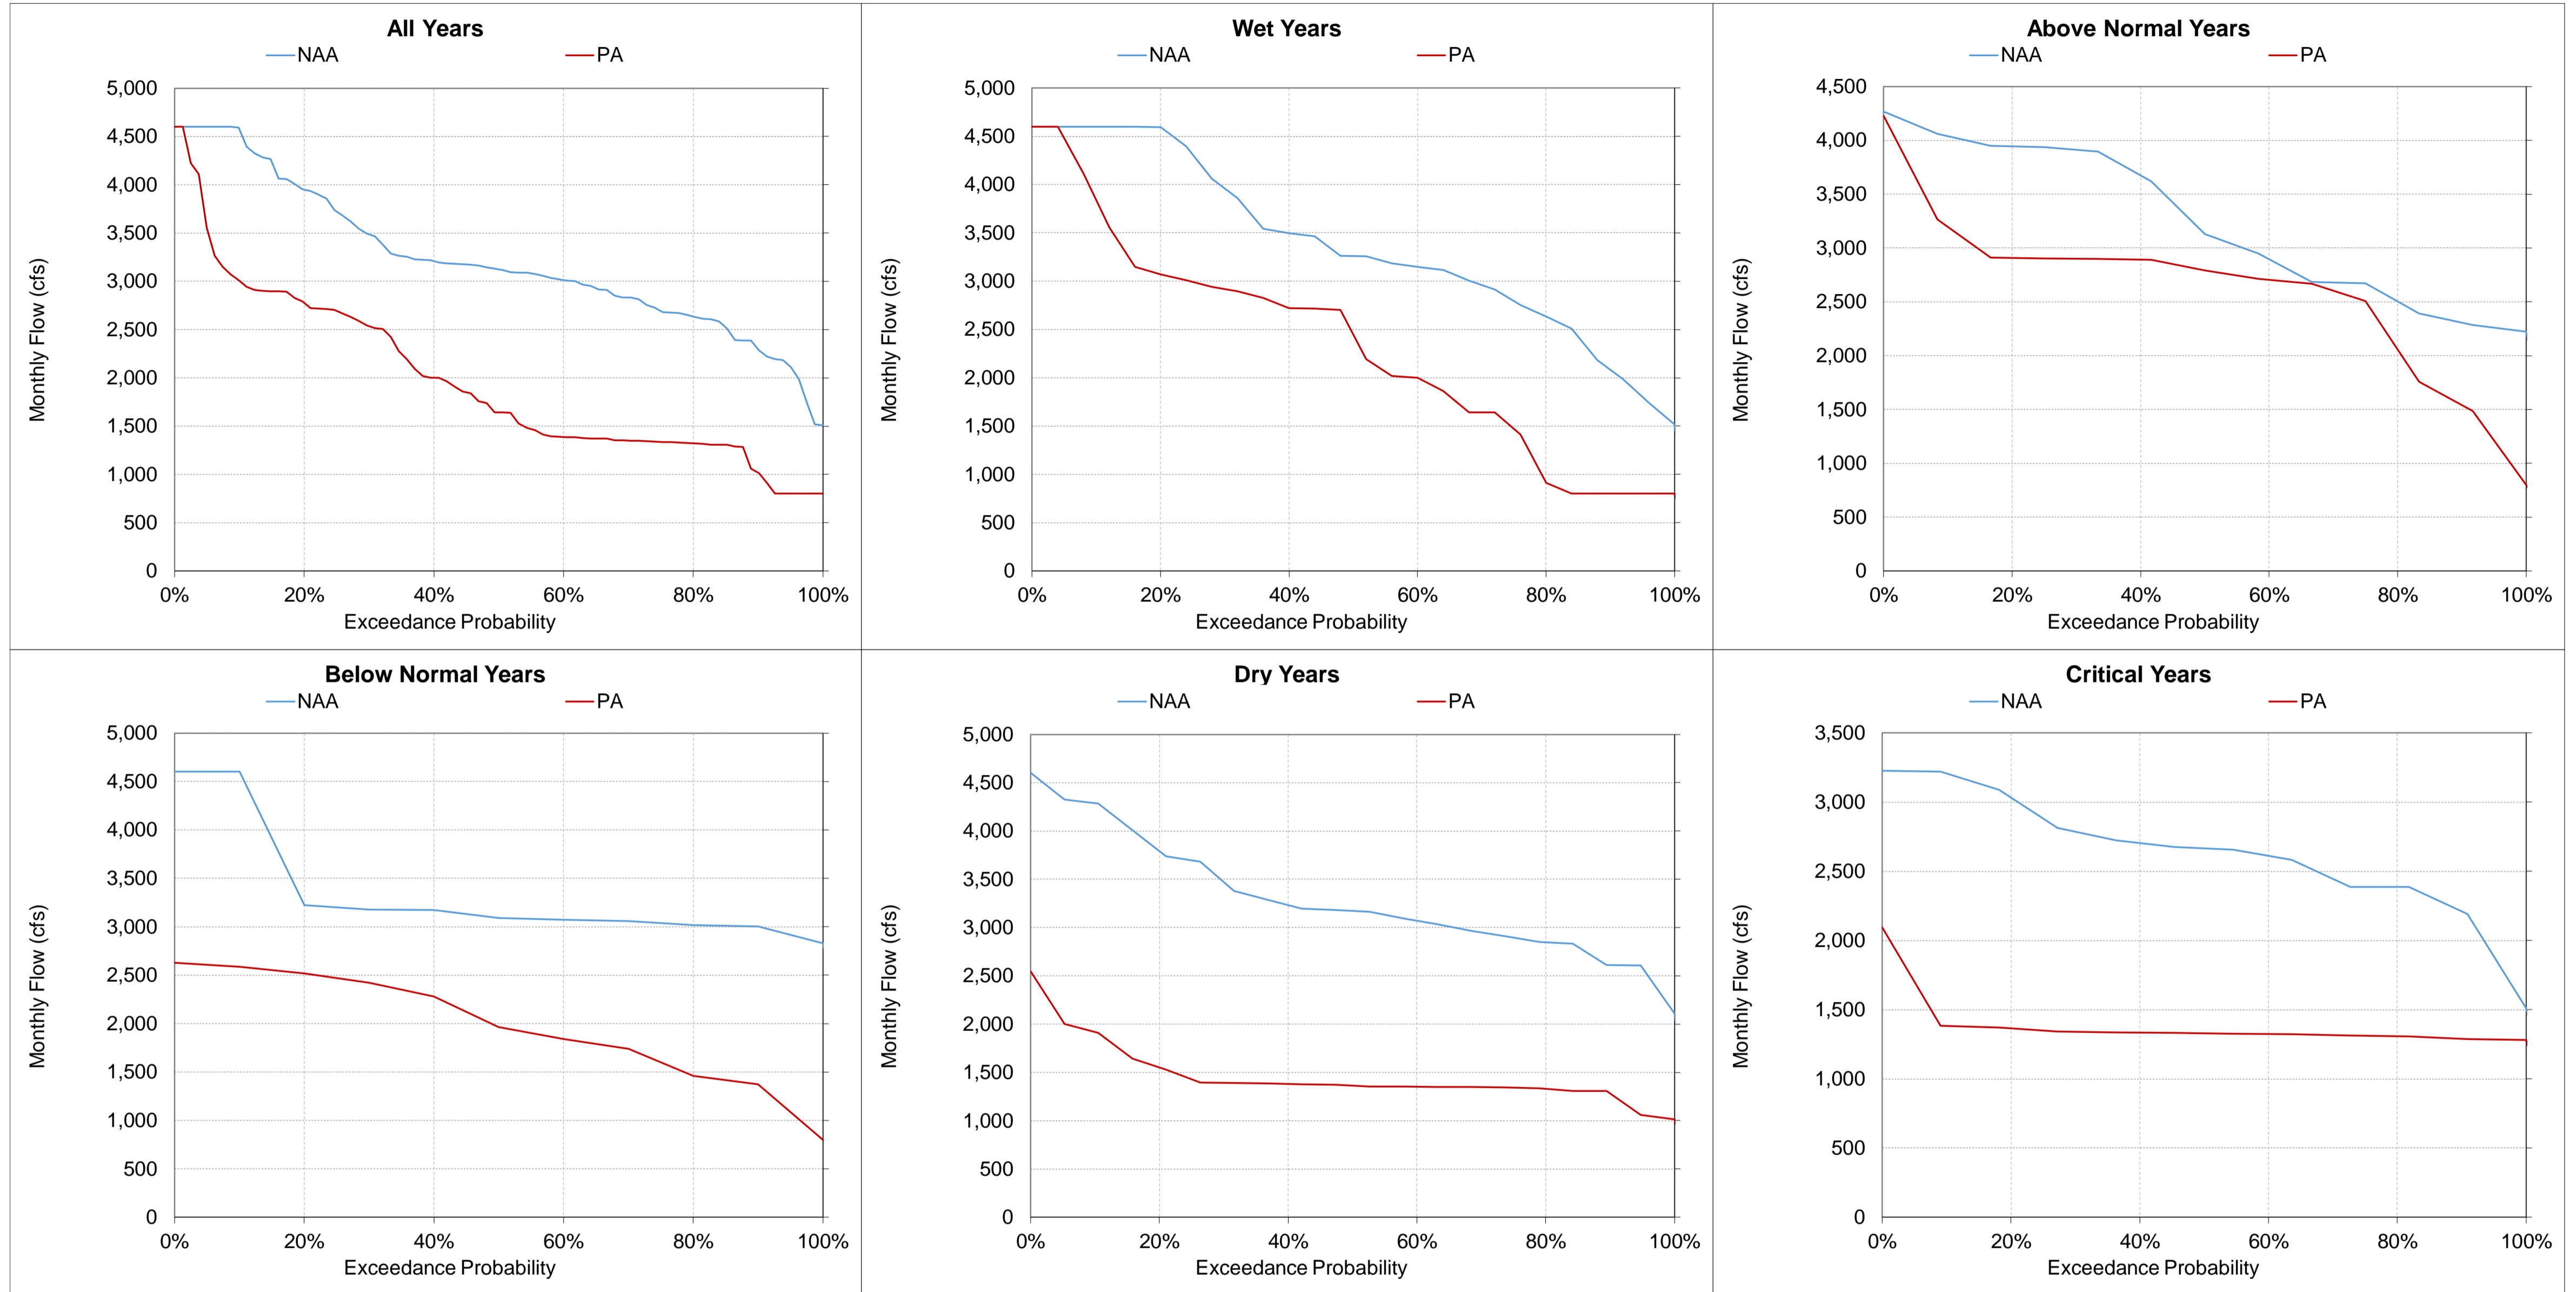 All Years
NAA PA
5,000
4,500
4,000
3,500
3,000
2,500
2,000
1,500
1,000
500
0
Monthly Flow (cfs)
0% 20% 40% 60% 80% 100%
Exceedance Probability
Wet Years
NAA PA
5,000
4,500
4,000
3,500
3,000
2,500
2,000
1,500
1,000
500
0
Monthly Flow (cfs)
0% 20% 40% 60% 80% 100%
Exceedance Probability
Above Normal Years
NAA PA
4,500
4,000
3,500
3,000
2,500
2,000
1,500
1,000
500
0
Monthly Flow (cfs)
0% 20% 40% 60% 80% 100%
Exceedance Probability
Below Normal Years
NAA PA
5,000
4,500
4,000
3,500
3,000
2,500
2,000
1,500
1,000
500
0
Monthly Flow (cfs)
0% 20% 40% 60% 80% 100%
Exceedance Probability
Dry Years
NAA PA
5,000
4,500
4,000
3,500
3,000
2,500
2,000
1,500
1,000
500
0
Monthly Flow (cfs)
0% 20% 40% 60% 80% 100%
Exceedance Probability
Critical Years
NAA PA
3,500
3,000
2,500
2,000
1,500
1,000
500
0
Monthly Flow (cfs)
0% 20% 40% 60% 80% 100%
Exceedance Probability